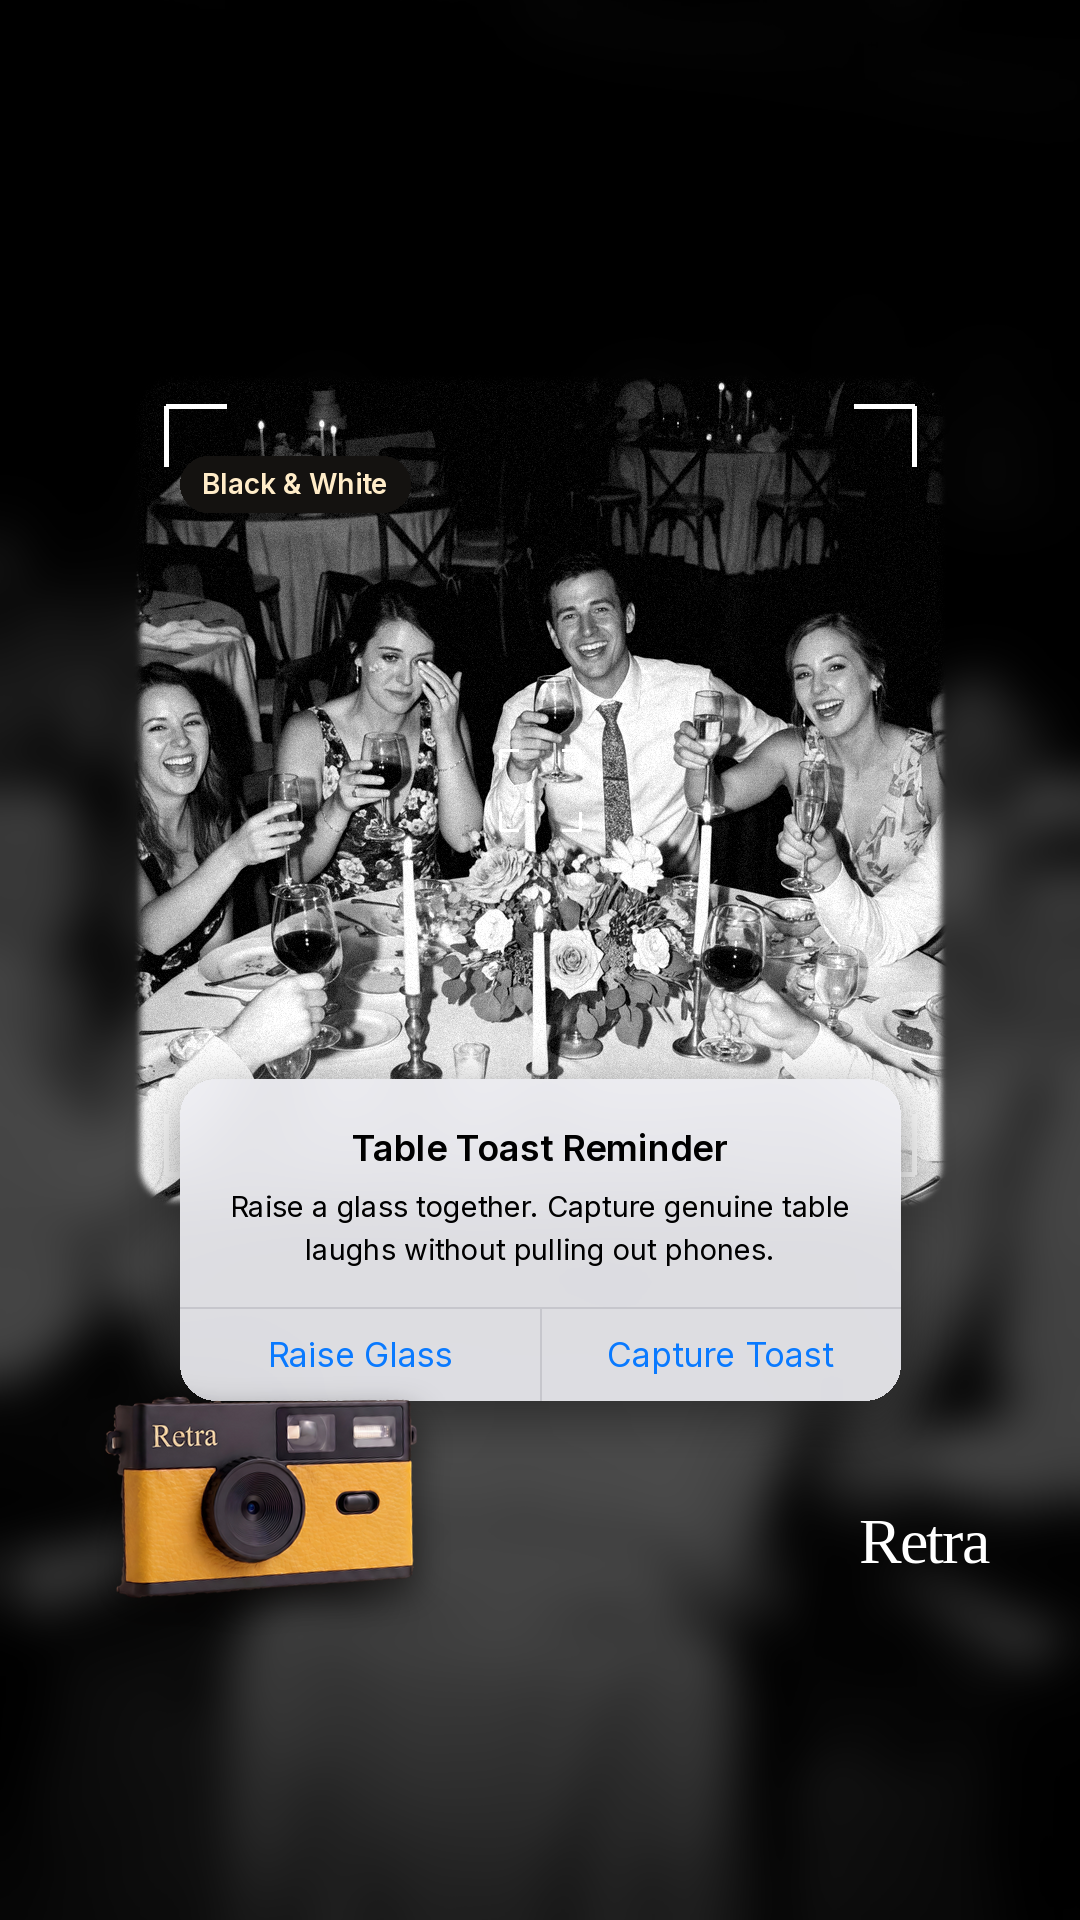 Black & White
Table Toast Reminder
Raise a glass together. Capture genuine table
laughs without pulling out phones.
Raise Glass
Capture Toast
Retra
Retra